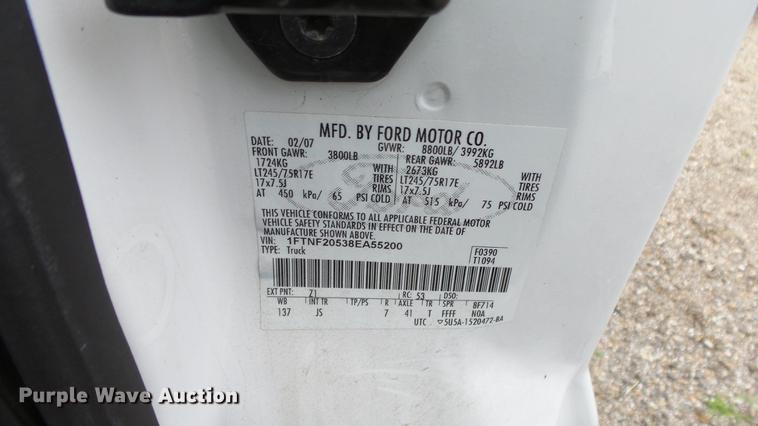 MFD. BY FORD MOTOR CO.
DATE: 02/07 GVWR: 8800LB/ 3992KG
FRONT GAWR: 3800LB REAR GAWR: 5892LB
1724KG WITH 2673KG WITH
LT245/75R17E TIRES LT245/75R17E TIRES
17x7.5J RIMS 17x7.5J RIMS
AT 450 kPa/ 65 PSI COLD AT 515 kPa/ 75 PSI COLD
THIS VEHICLE CONFORMS TO ALL APPLICABLE FEDERAL MOTOR
VEHICLE SAFETY STANDARDS IN EFFECT ON THE DATE OF
MANUFACTURE SHOWN ABOVE.
VIN: 1FTNF20538EA55200 F0390
TYPE: Truck T1094
EXT PNT: Z1 RC: 53 DSO:
WB INT TR TP/PS R AXLE TR SPR 8F714
137 JS 7 41 T FFFF NOA
UTC ▽5U5A-1520472-BA
Purple Wave Auction